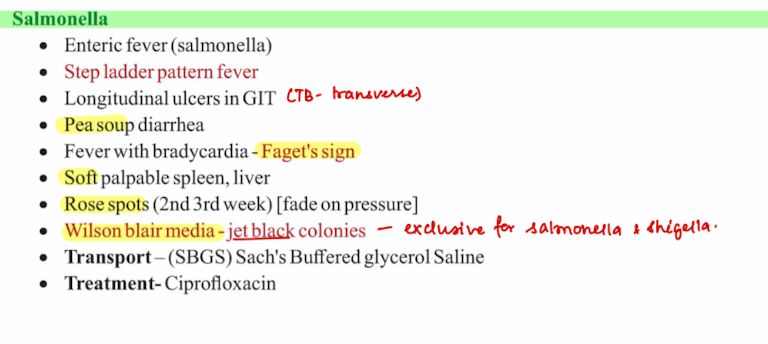 Salmonella
• Enteric fever (salmonella)
• Step ladder pattern fever
• Longitudinal ulcers in GIT (TB- transverse)
• Pea soup diarrhea
• Fever with bradycardia - Faget's sign
• Soft palpable spleen, liver
• Rose spots (2nd 3rd week) [fade on pressure]
• Wilson blair media - jet black colonies - exclusive for salmonella & shigella.
• Transport – (SBGS) Sach's Buffered glycerol Saline
• Treatment- Ciprofloxacin